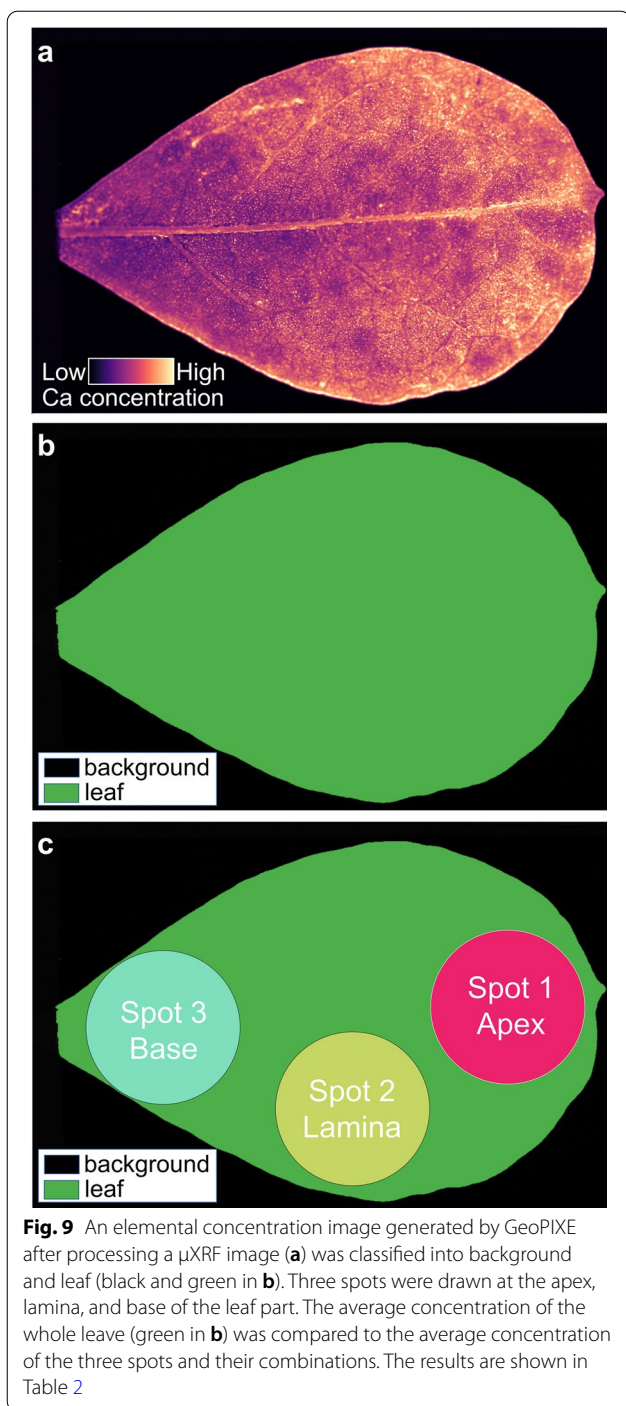 a
Low High
Ca concentration
b
background
leaf
c
Spot 1
Apex
Spot 3
Base
Spot 2
Lamina
background
leaf
Fig. 9 An elemental concentration image generated by GeoPIXE
after processing a µXRF image (a) was classified into background
and leaf (black and green in b). Three spots were drawn at the apex,
lamina, and base of the leaf part. The average concentration of the
whole leave (green in b) was compared to the average concentration
of the three spots and their combinations. The results are shown in
Table 2